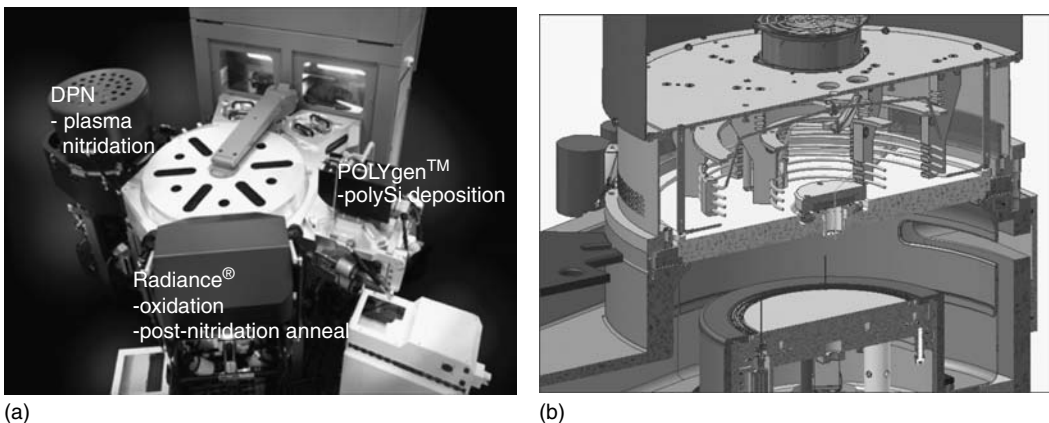 DPN
- plasma
nitridation
POLYgen™
-polySi deposition
Radiance®
-oxidation
-post-nitridation anneal
(a)
(b)